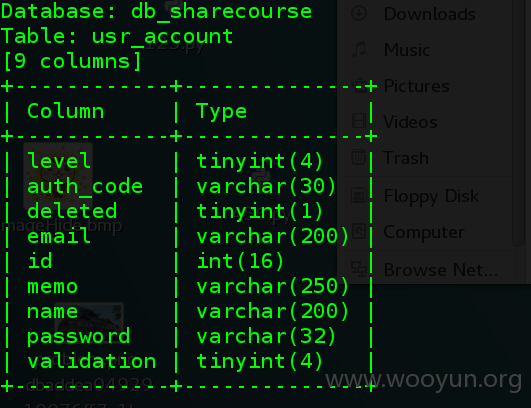 Database: db_sharecourse
Table: usr_account
[9 columns]
+------------+--------------+
| Column | Type |
+------------+--------------+
| level | tinyint(4) |
| auth_code | varchar(30) |
| deleted | tinyint(1) |
| email | varchar(200) |
| id | int(16) |
| memo | varchar(250) |
| name | varchar(200) |
| password | varchar(32) |
| validation | tinyint(4) |
+------------+--------------+
Downloads
Music
Pictures
Videos
Trash
Floppy Disk
Computer
Browse Net...
www.wooyun.org